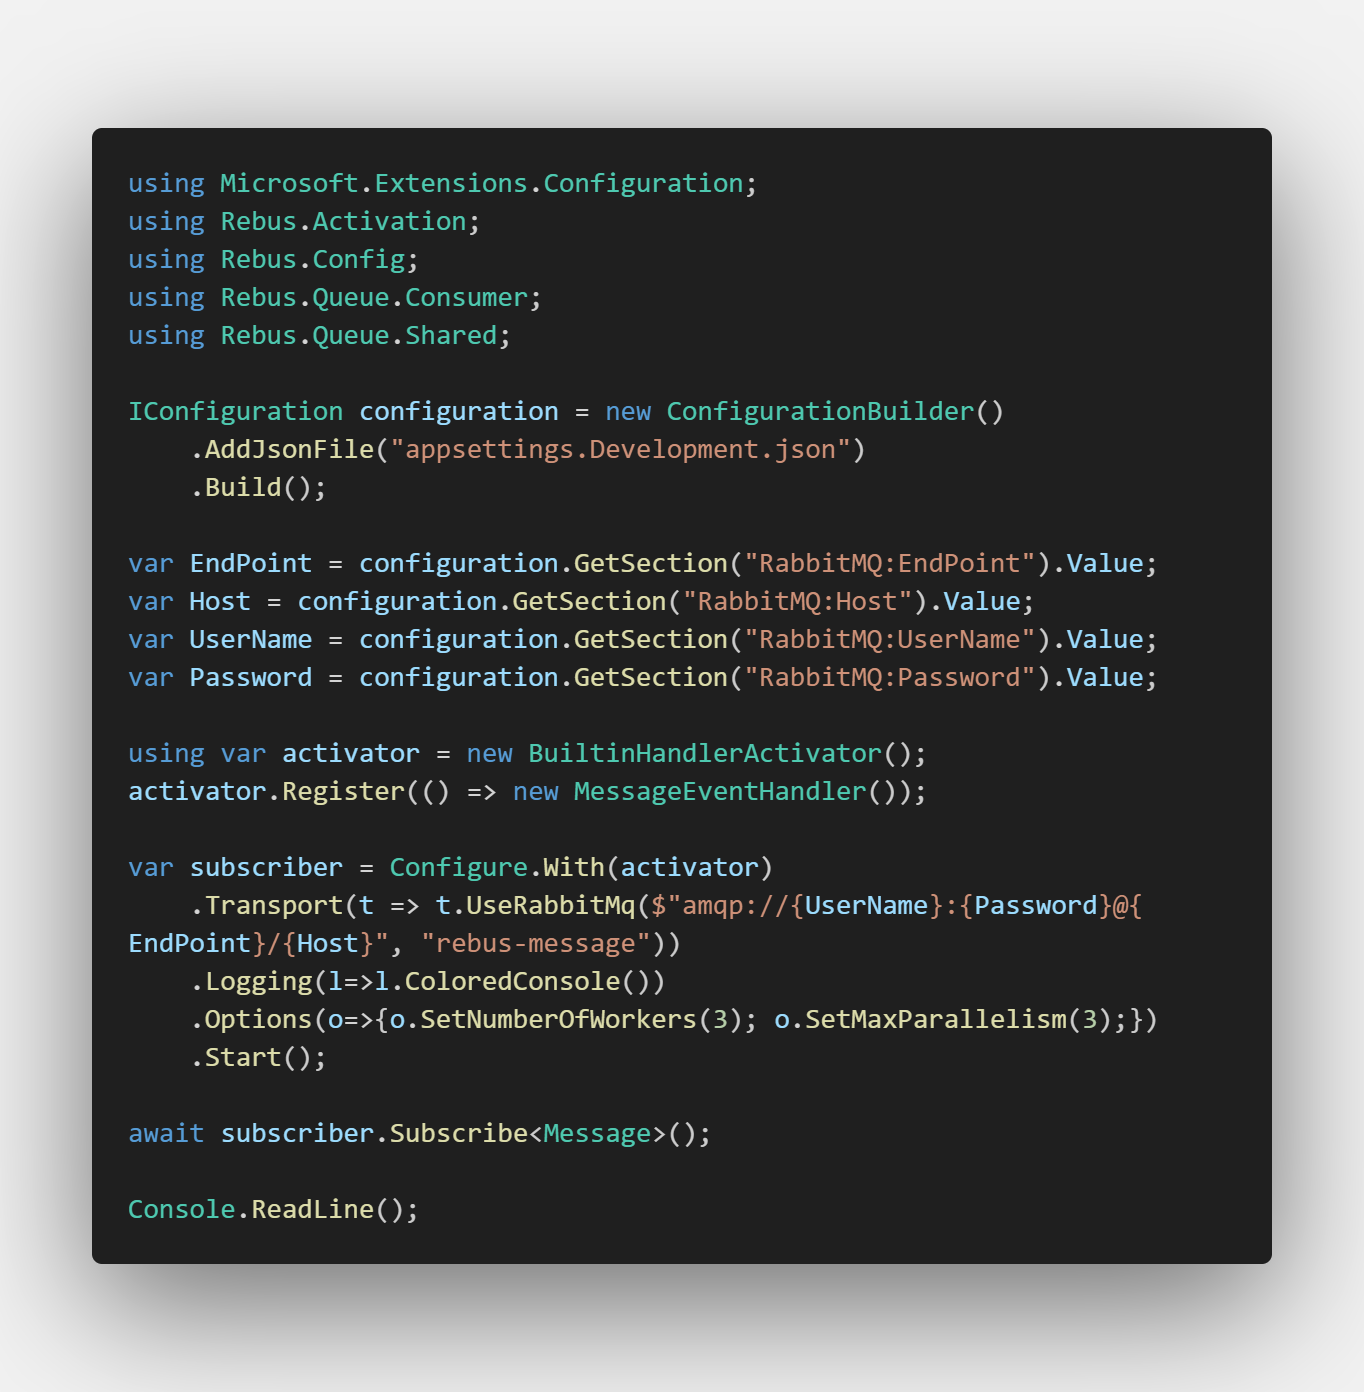 using Microsoft.Extensions.Configuration;
using Rebus.Activation;
using Rebus.Config;
using Rebus.Queue.Consumer;
using Rebus.Queue.Shared;

IConfiguration configuration = new ConfigurationBuilder()
    .AddJsonFile("appsettings.Development.json")
    .Build();

var EndPoint = configuration.GetSection("RabbitMQ:EndPoint").Value;
var Host = configuration.GetSection("RabbitMQ:Host").Value;
var UserName = configuration.GetSection("RabbitMQ:UserName").Value;
var Password = configuration.GetSection("RabbitMQ:Password").Value;

using var activator = new BuiltinHandlerActivator();
activator.Register(() => new MessageEventHandler());

var subscriber = Configure.With(activator)
    .Transport(t => t.UseRabbitMq($"amqp://{UserName}:{Password}@{
EndPoint}/{Host}", "rebus-message"))
    .Logging(l=>l.ColoredConsole())
    .Options(o=>{o.SetNumberOfWorkers(3); o.SetMaxParallelism(3);})
    .Start();

await subscriber.Subscribe<Message>();

Console.ReadLine();